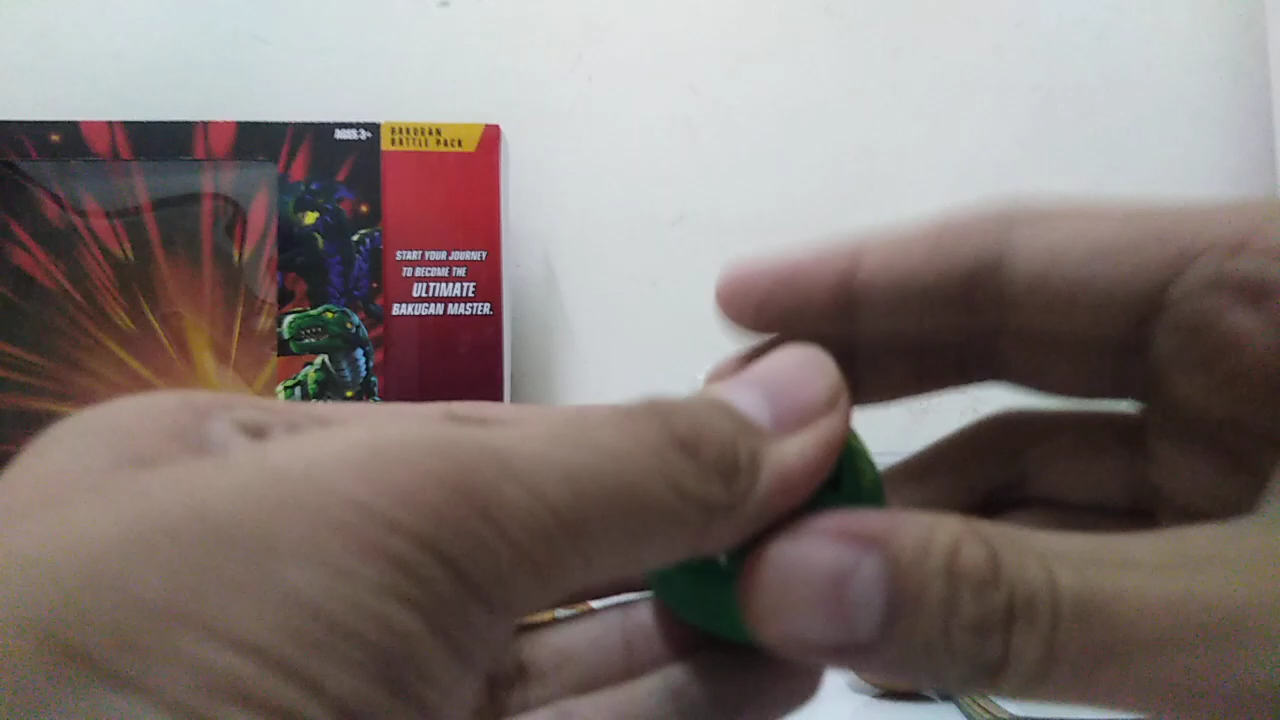 AGES 3+
BAKUGAN
BATTLE PACK
START YOUR JOURNEY
TO BECOME THE
ULTIMATE
BAKUGAN MASTER.